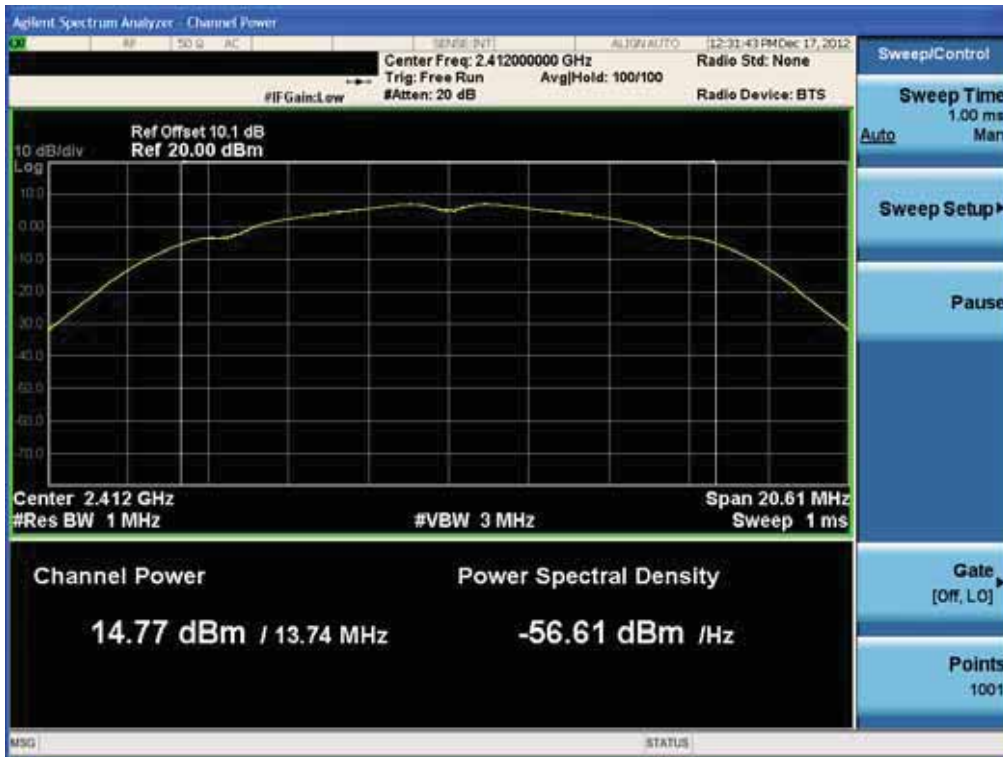 Agilent Spectrum Analyzer - Channel Power
RF 50 Ω AC SENSE:INT ALIGN AUTO 12:31:43 PM Dec 17, 2012
Center Freq: 2.412000000 GHz Radio Std: None
Trig: Free Run Avg|Hold: 100/100
#IFGain:Low #Atten: 20 dB Radio Device: BTS
Ref Offset 10.1 dB
10 dB/div Ref 20.00 dBm
Log
10.0
0.00
-10.0
-20.0
-30.0
-40.0
-60.0
-70.0
Center 2.412 GHz Span 20.61 MHz
#Res BW 1 MHz #VBW 3 MHz Sweep 1 ms
Channel Power Power Spectral Density
14.77 dBm / 13.74 MHz -56.61 dBm /Hz
MSG STATUS
Sweep/Control
Sweep Time
1.00 ms
Auto Man
Sweep Setup
Pause
Gate
[Off, LO]
Points
1001